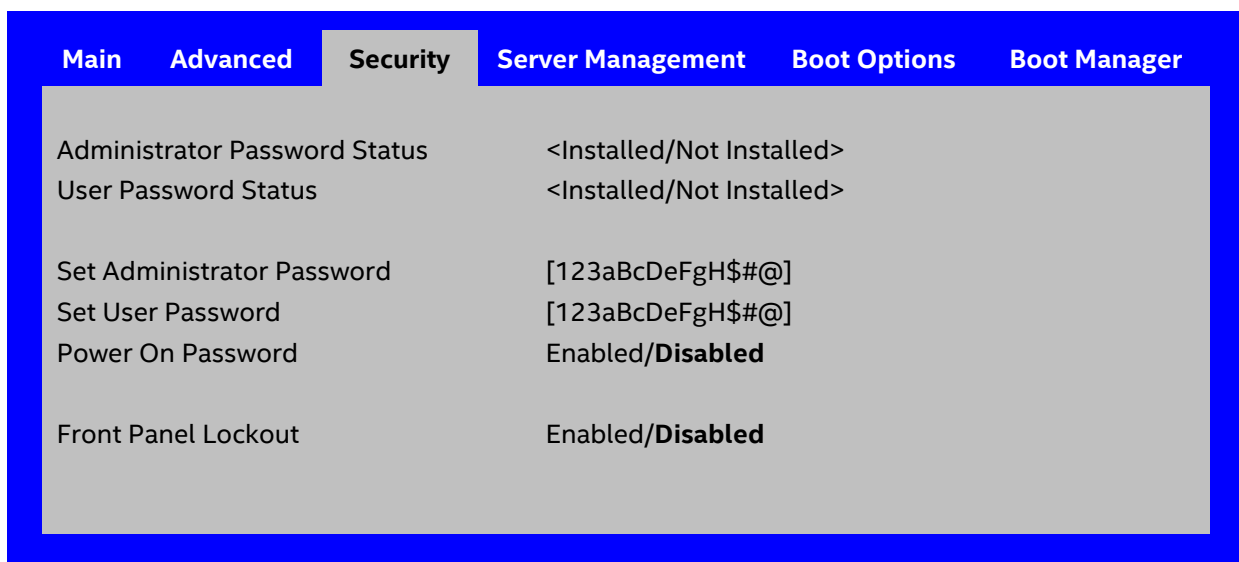 Main Advanced Security Server Management Boot Options Boot Manager
Administrator Password Status <Installed/Not Installed>
User Password Status <Installed/Not Installed>
Set Administrator Password [123aBcDeFgH$#@]
Set User Password [123aBcDeFgH$#@]
Power On Password Enabled/Disabled
Front Panel Lockout Enabled/Disabled